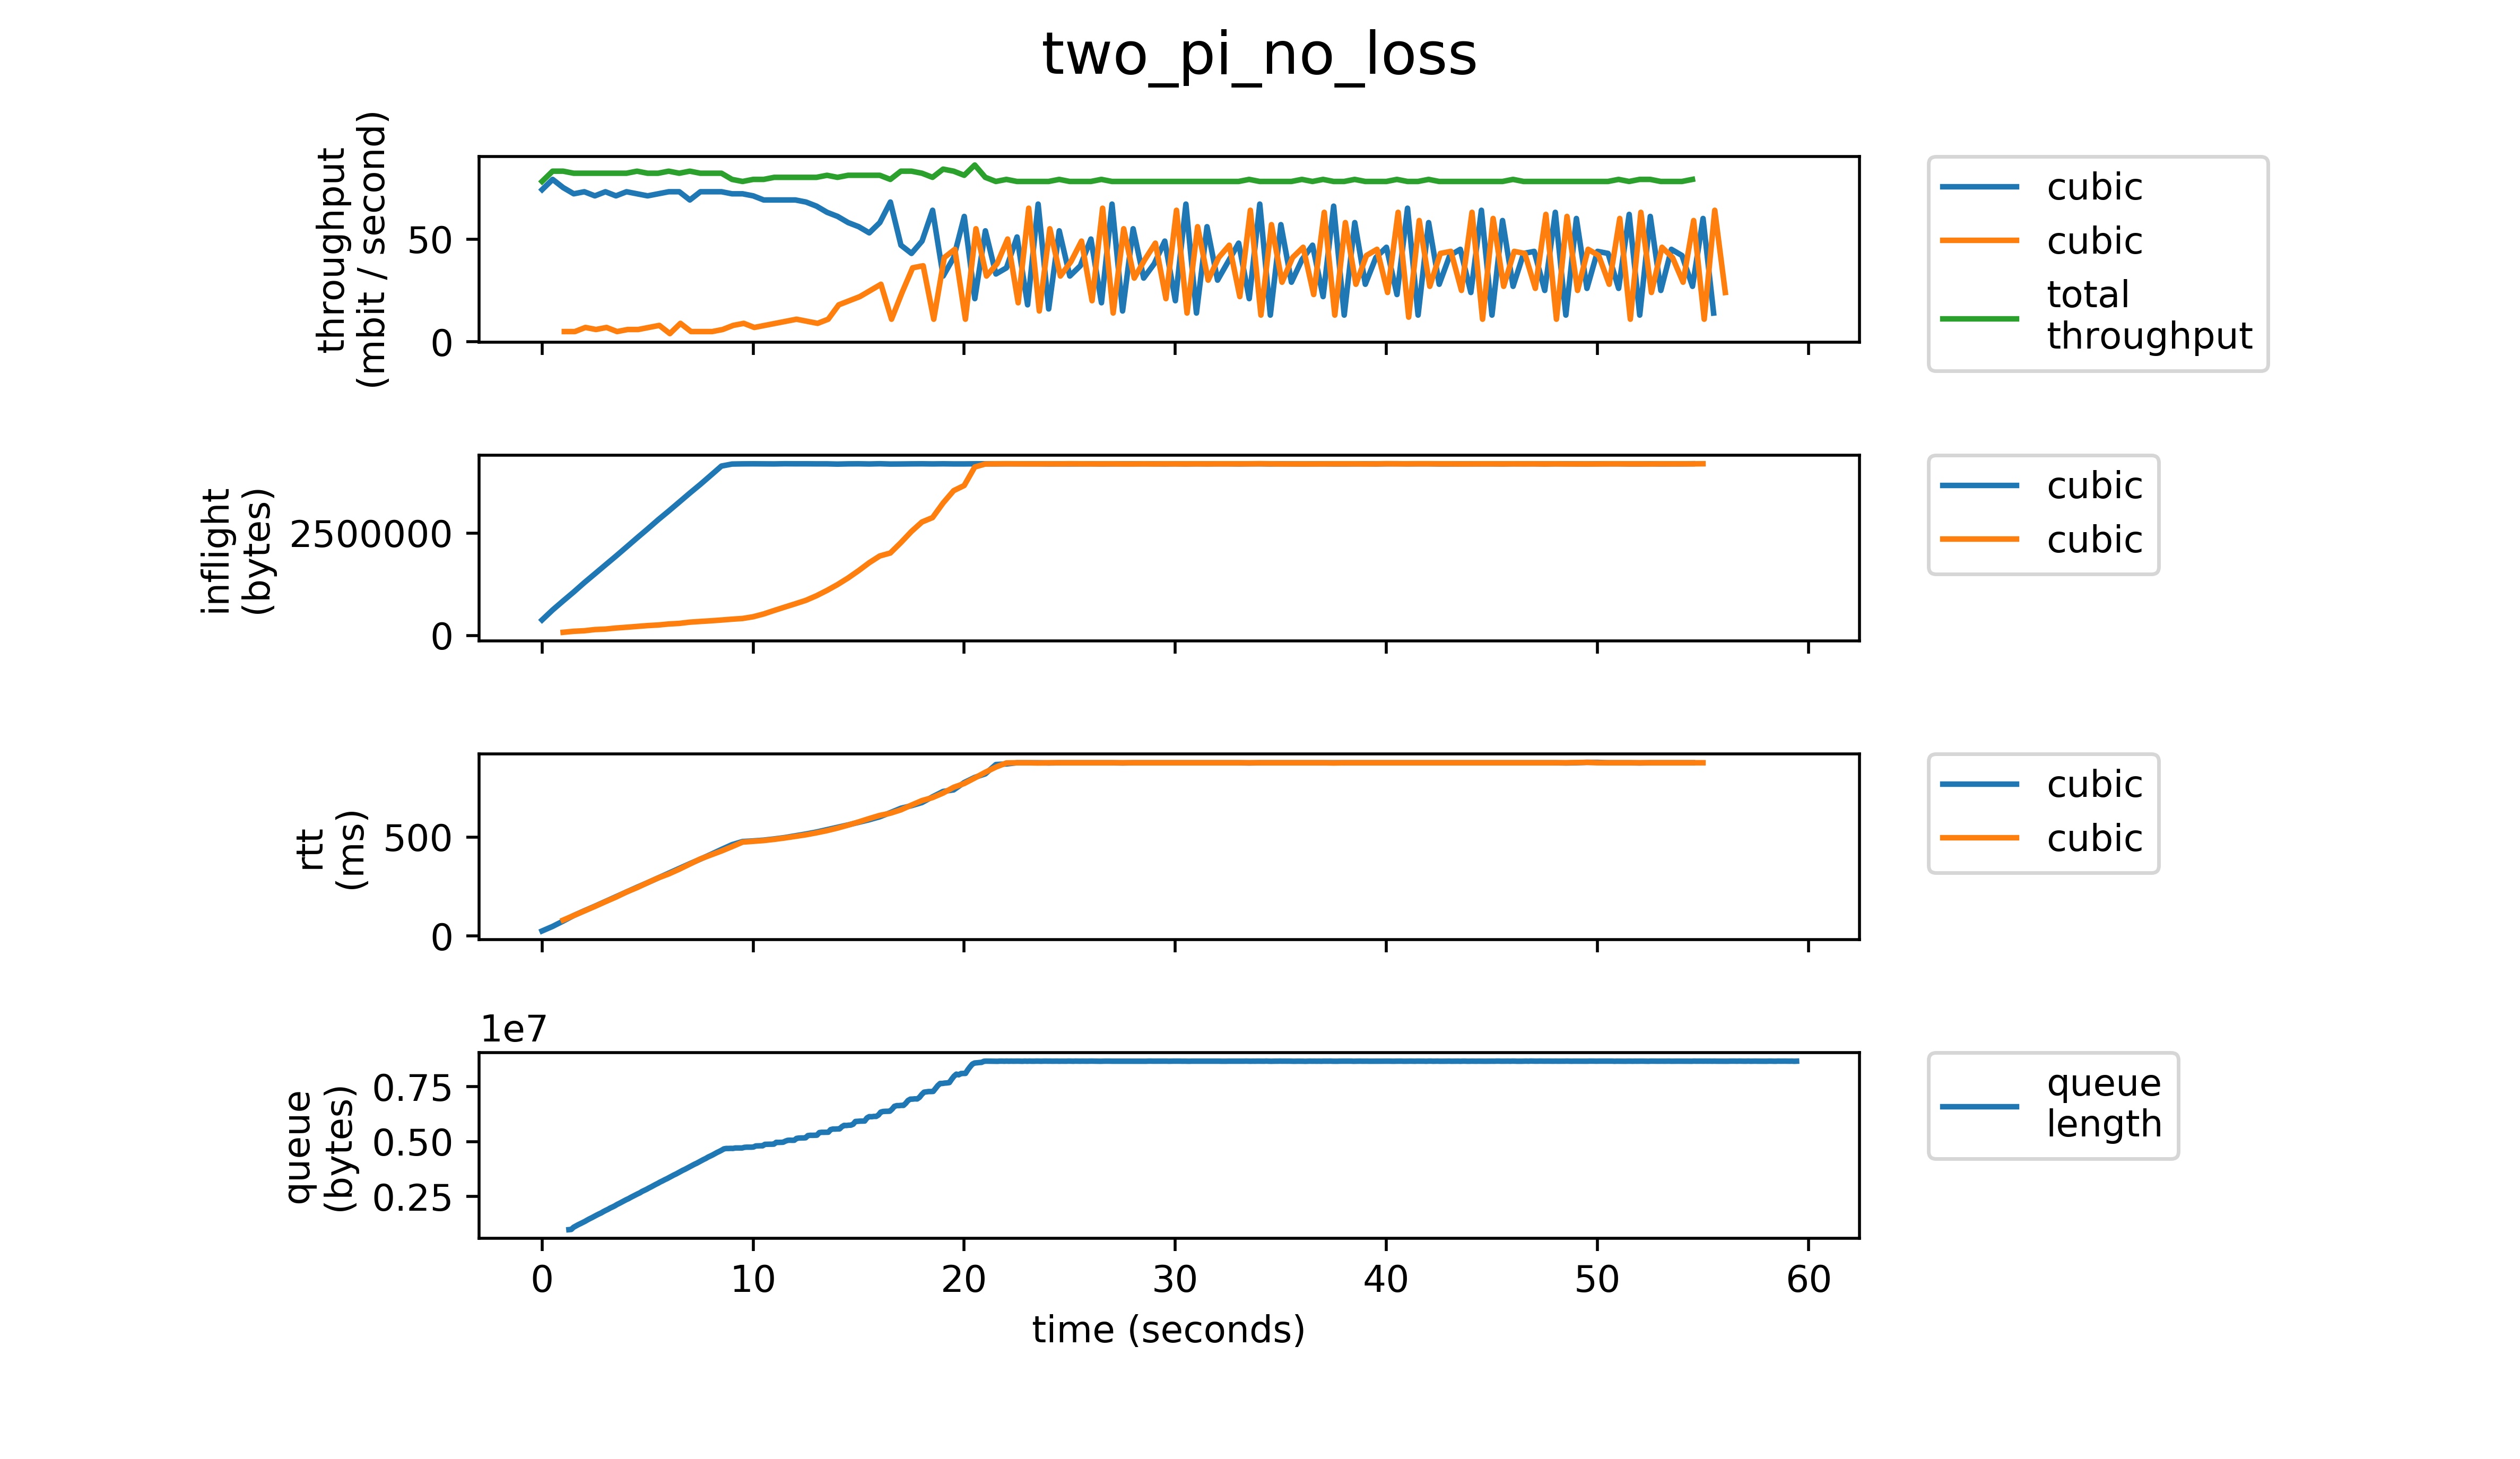 two_pi_no_loss
throughput
(mbit / second)
50
0
cubic
cubic
total
throughput
inflight
(bytes)
2500000
0
cubic
cubic
rtt
(ms)
500
0
cubic
cubic
1e7
queue
(bytes)
0.75
0.50
0.25
queue
length
0 10 20 30 40 50 60
time (seconds)